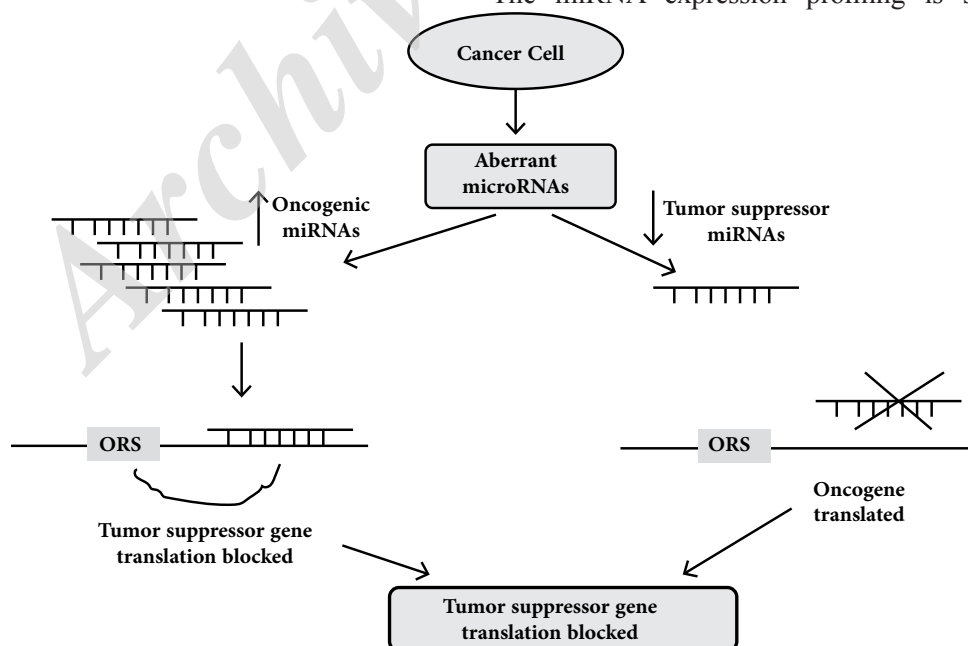 The miRNA expression profiling is s
Cancer Cell
Aberrant
microRNAs
Oncogenic
miRNAs
Tumor suppressor
miRNAs
ORS
ORS
Tumor suppressor gene
translation blocked
Oncogene
translated
Tumor suppressor gene
translation blocked
Archiv